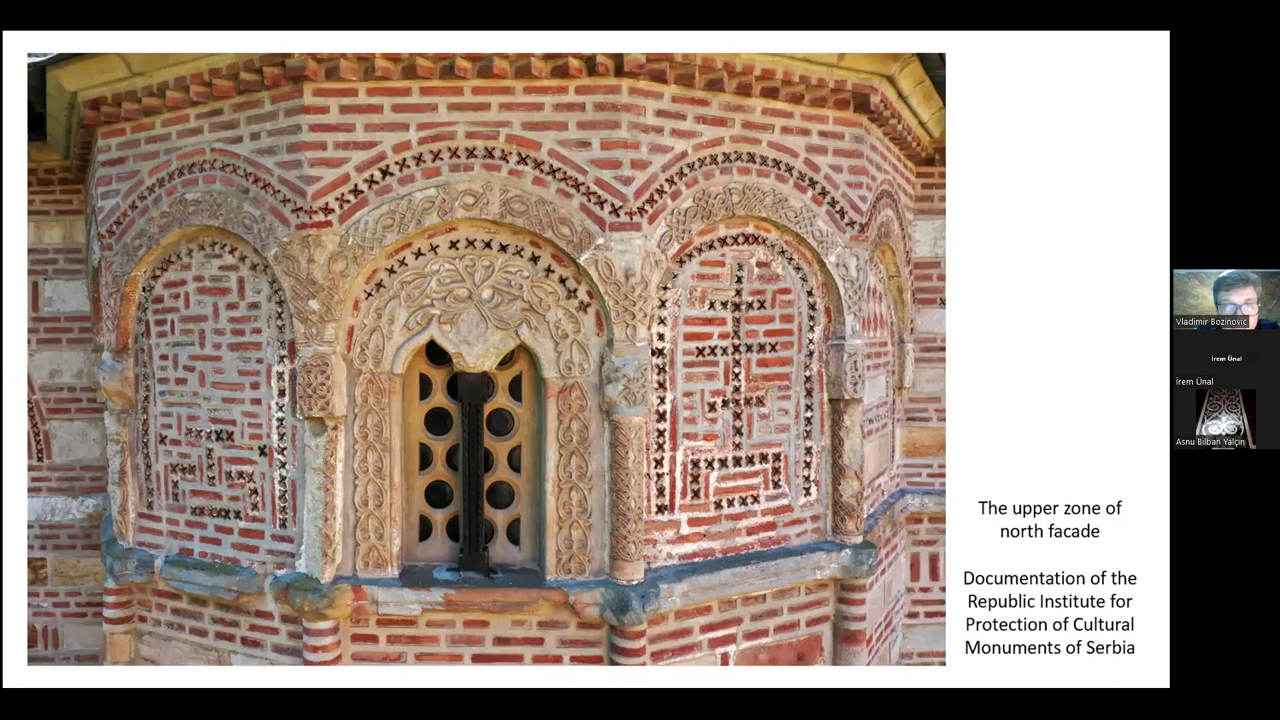 The upper zone of
north facade
Documentation of the
Republic Institute for
Protection of Cultural
Monuments of Serbia
Vladimir Bozinovic
İrem Ünal
İrem Ünal
Asnu Bilban Yalçın